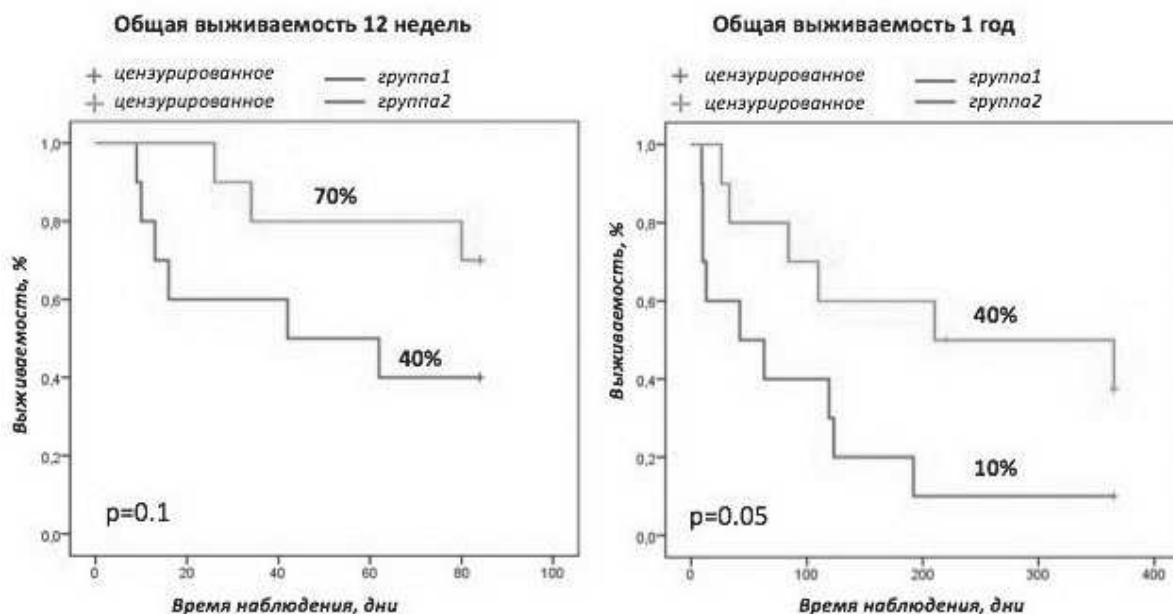 Общая выживаемость 12 недель
цензурированное группа1
цензурированное группа2
1,0
0,8
0,6
0,4
0,2
0,0
Выживаемость, %
70%
40%
p=0.1
0 20 40 60 80 100
Время наблюдения, дни
Общая выживаемость 1 год
цензурированное группа1
цензурированное группа2
1,0
0,8
0,6
0,4
0,2
0,0
Выживаемость, %
40%
10%
p=0.05
0 100 200 300 400
Время наблюдения, дни